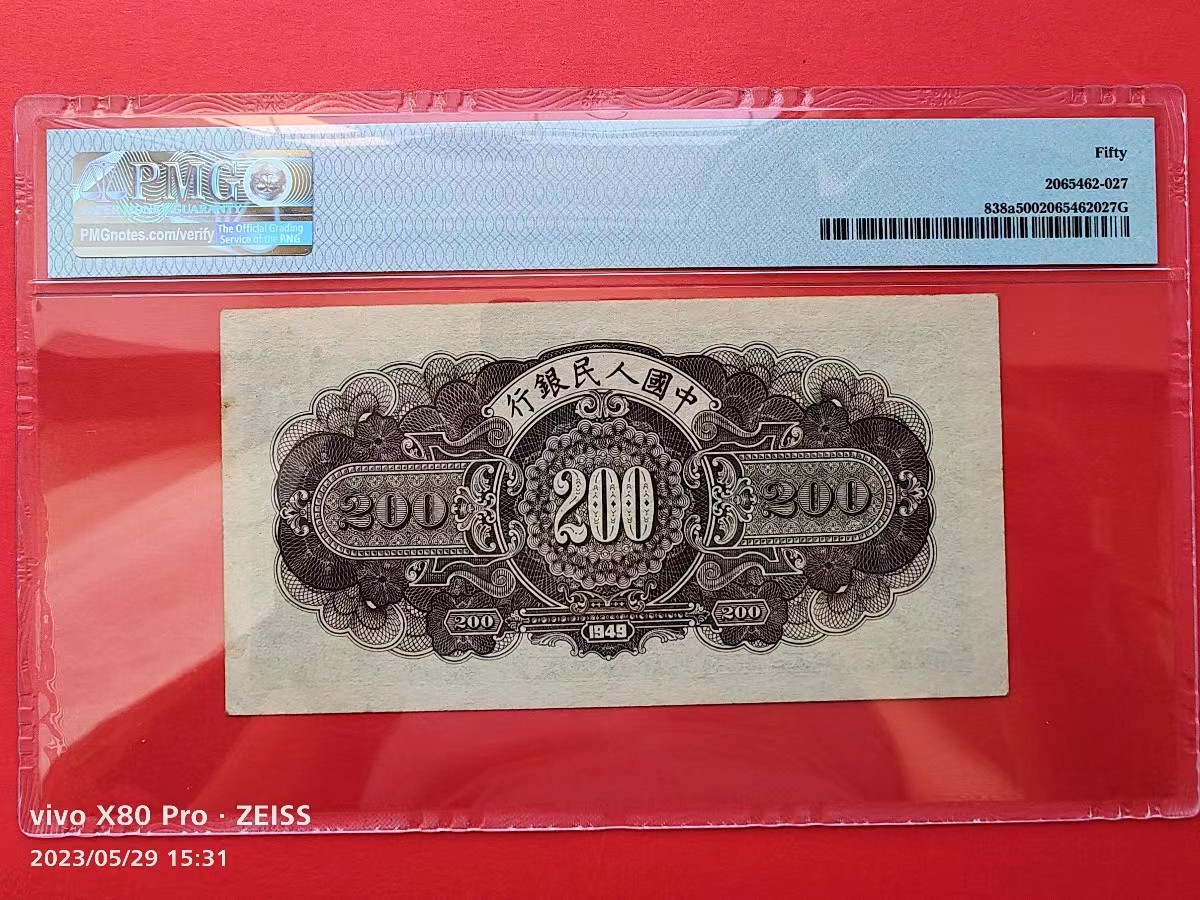 Fifty
2065462-027
838a5002065462027G
PMG
PMGnotes.com/verify
The Official Grading
Service of the PNG
行銀民人國中
200
200
200
200
200
1949
vivo X80 Pro · ZEISS
2023/05/29 15:31